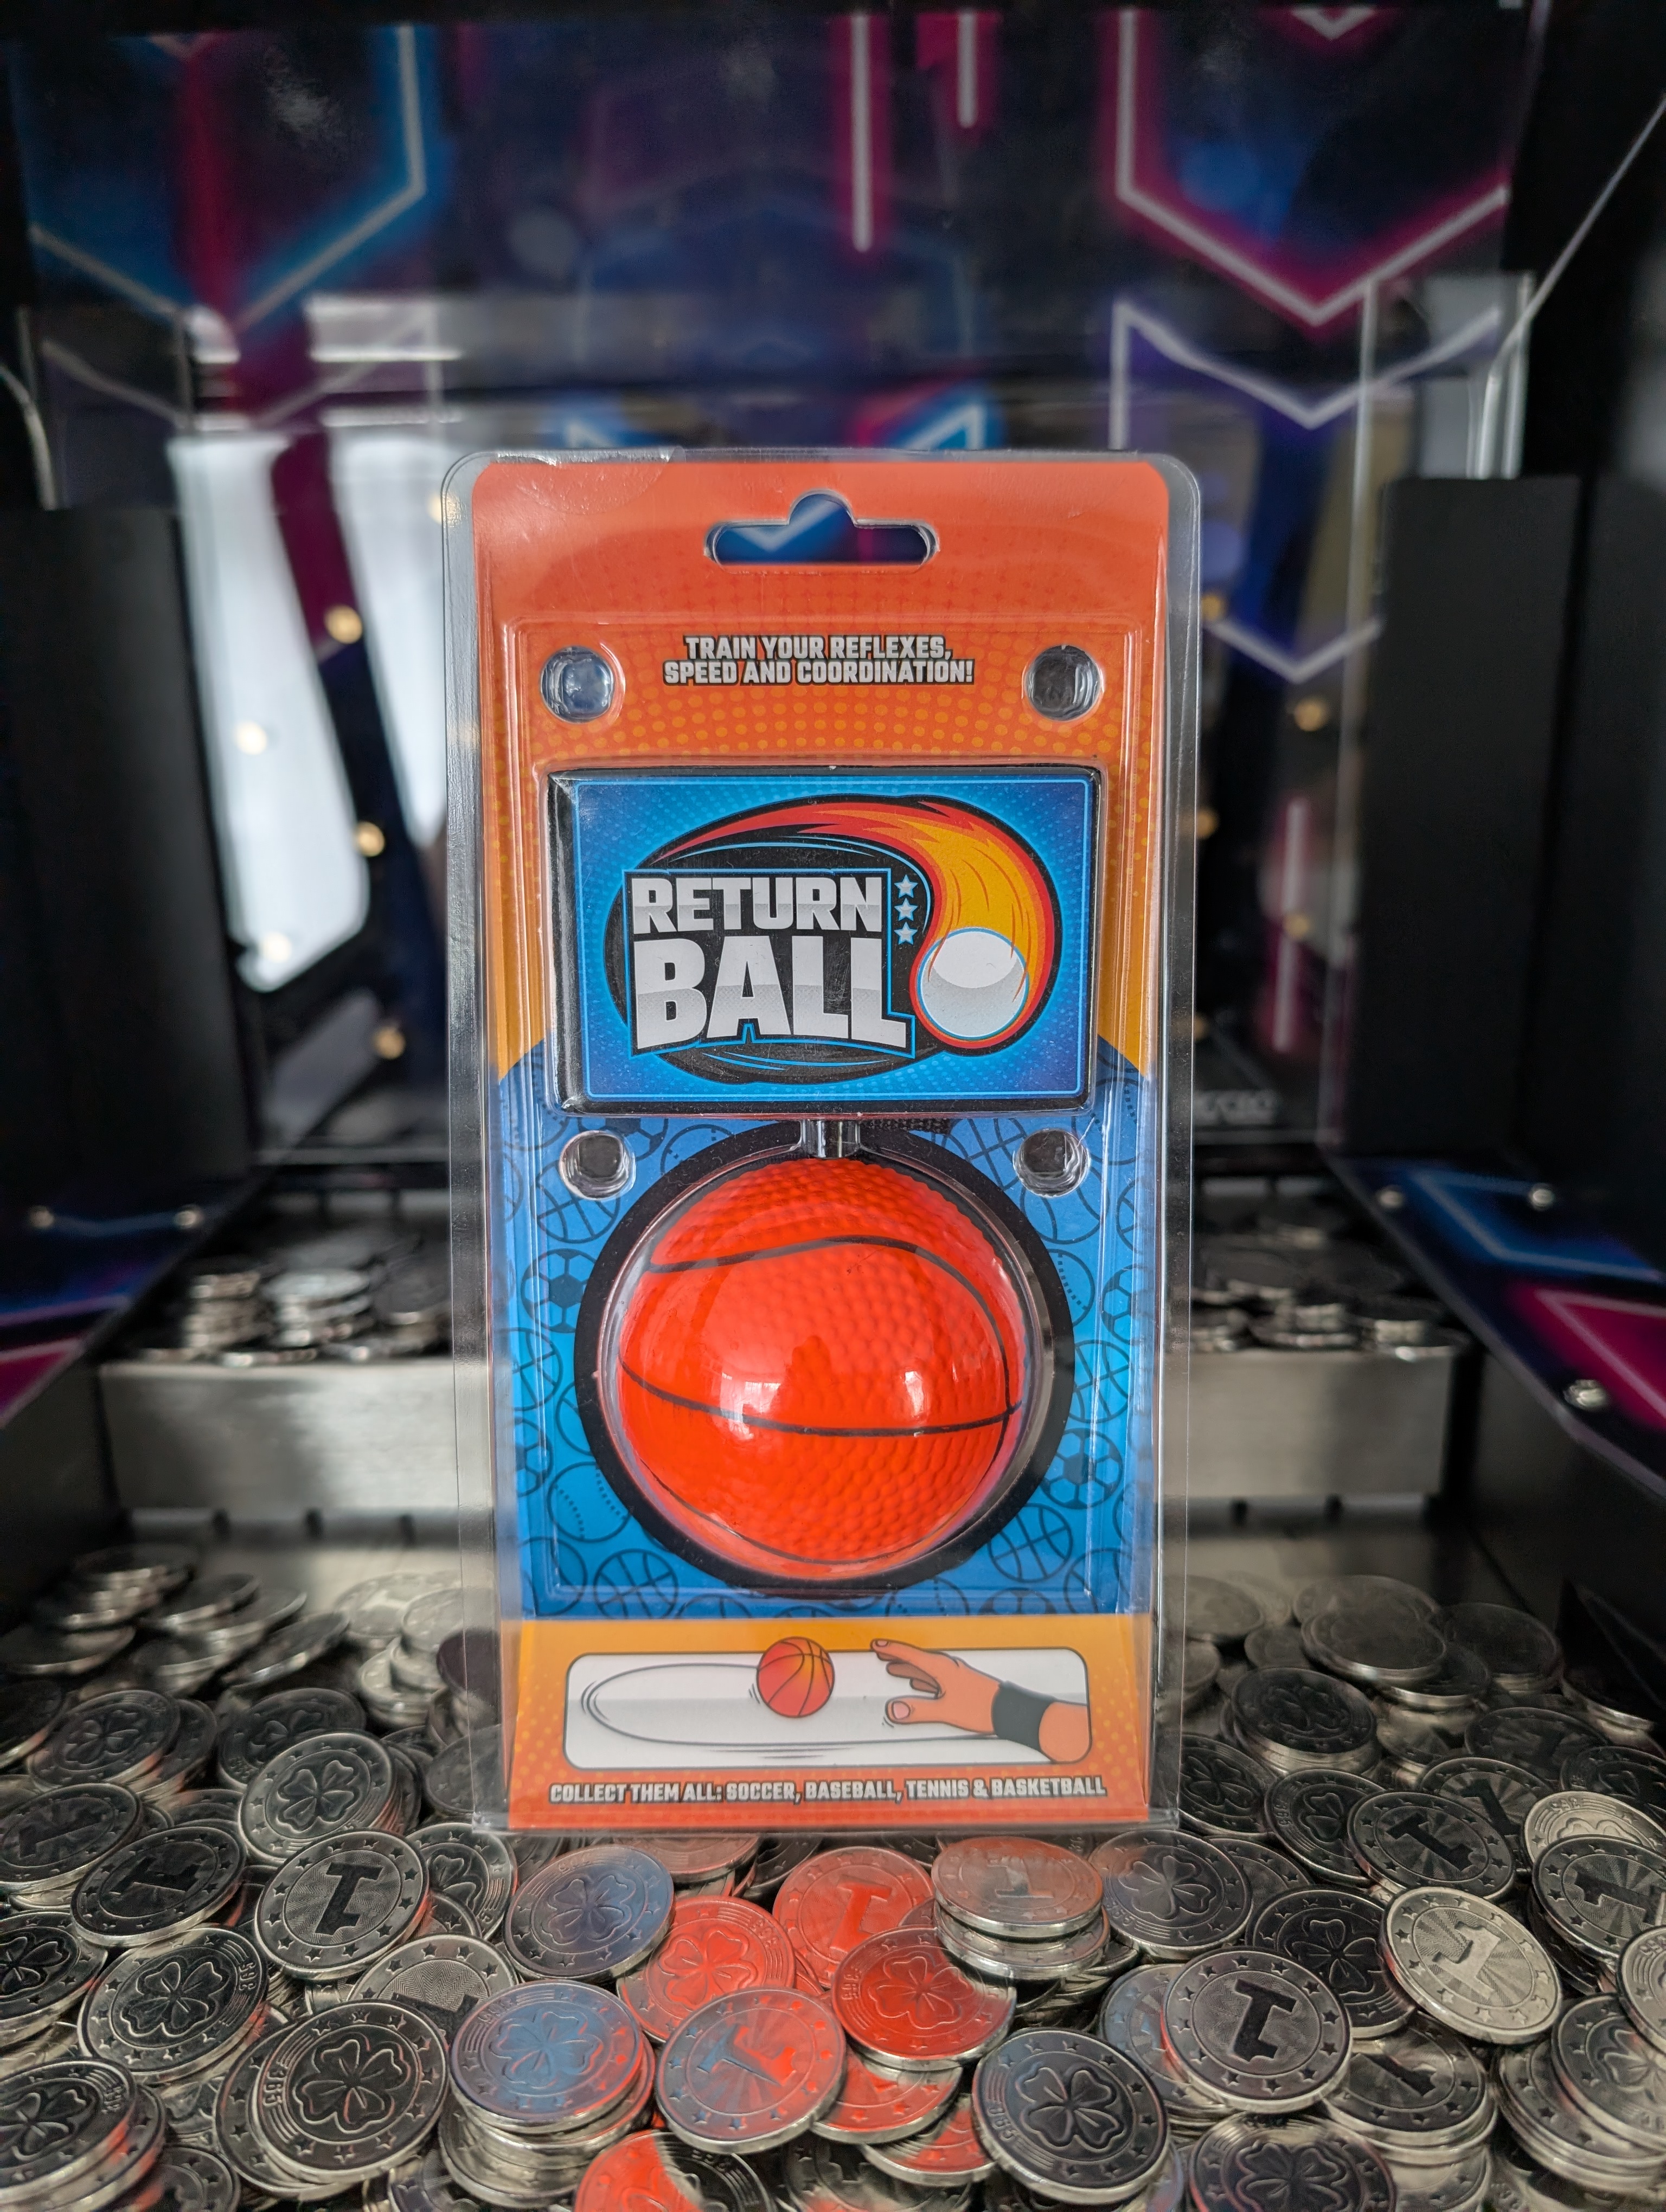 TRAIN YOUR REFLEXES,
SPEED AND COORDINATION!
RETURN
BALL
COLLECT THEM ALL: SOCCER, BASEBALL, TENNIS & BASKETBALL